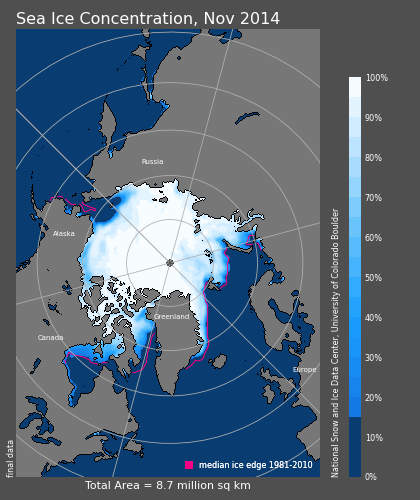 Sea Ice Concentration, Nov 2014
Russia
Alaska
Greenland
Canada
Europe
median ice edge 1981-2010
Total Area = 8.7 million sq km
final data
National Snow and Ice Data Center, University of Colorado Boulder
100%
90%
80%
70%
60%
50%
40%
30%
20%
10%
0%